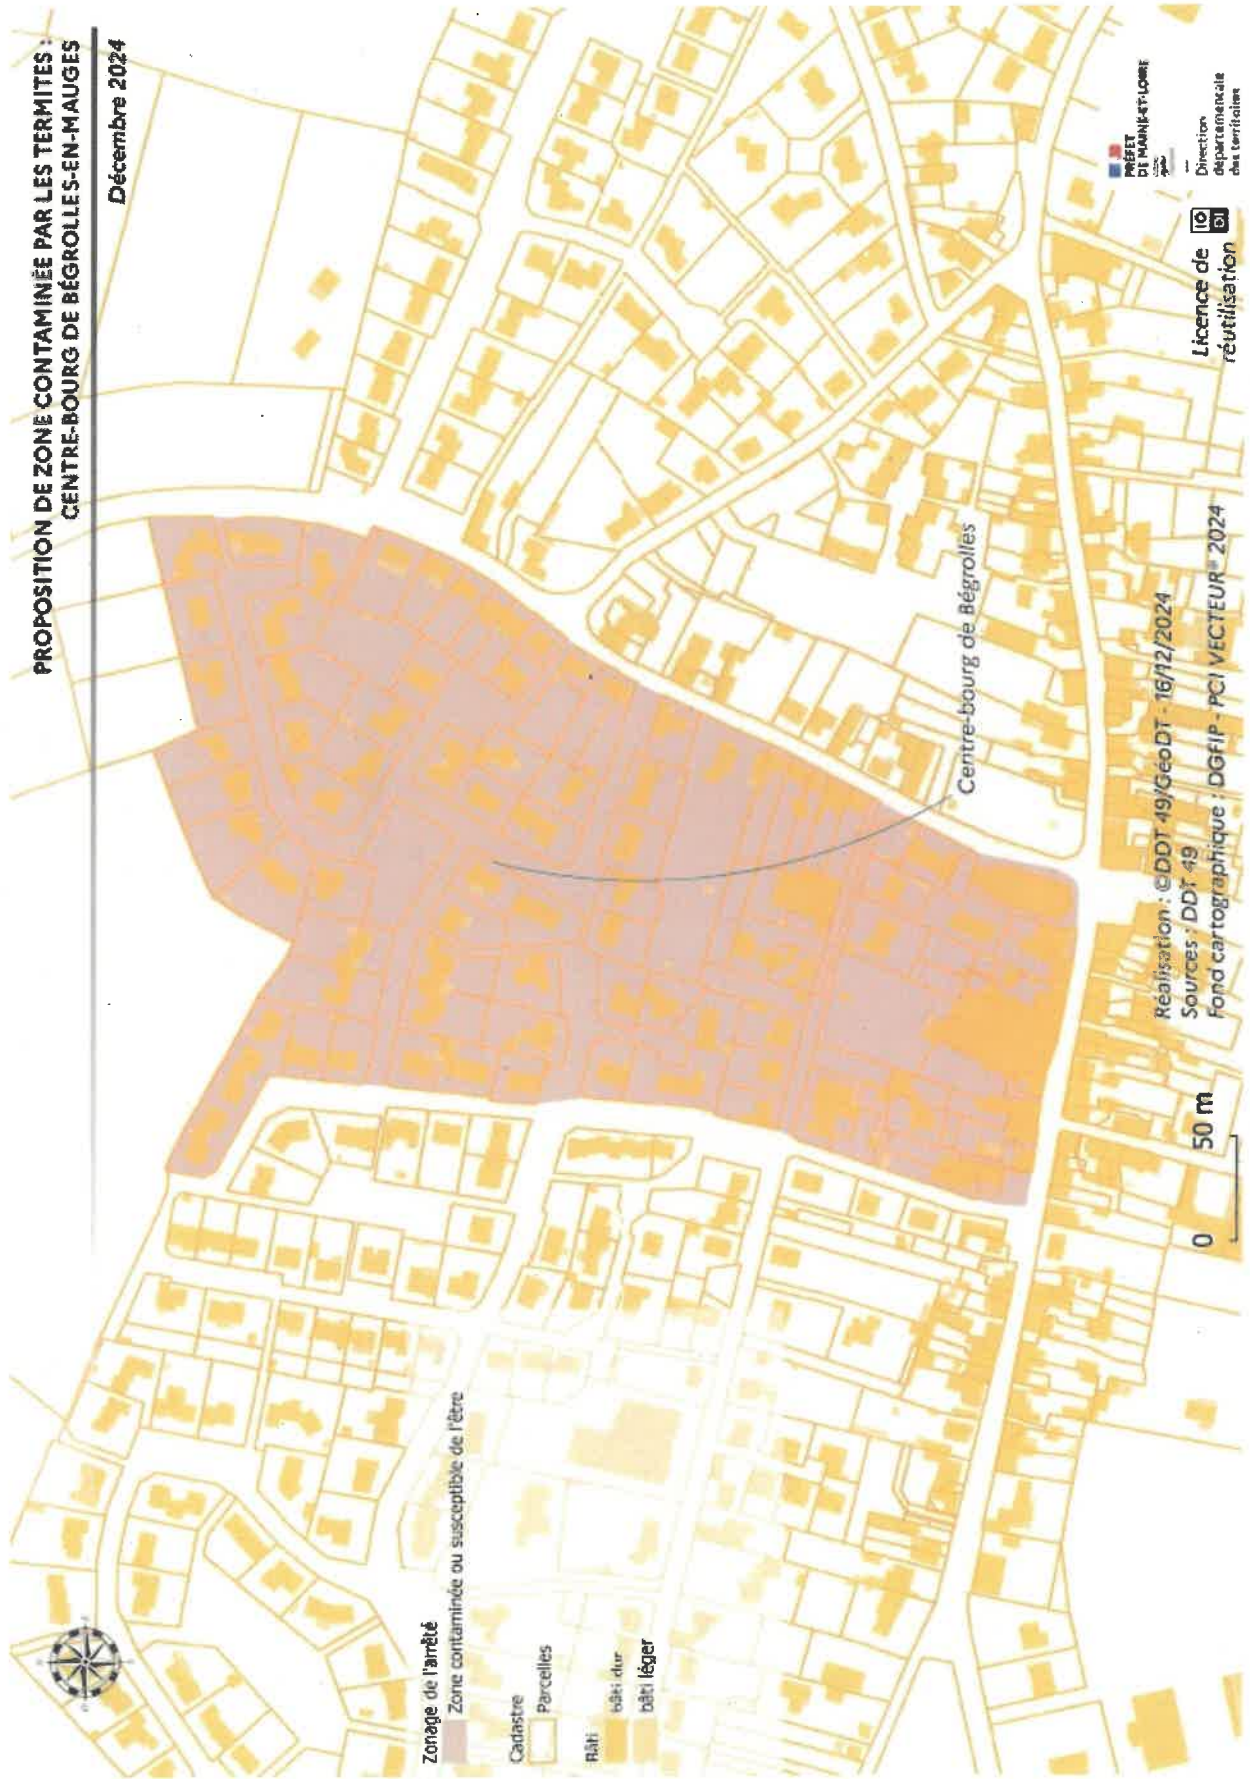 PROPOSITION DE ZONE CONTAMINÉE PAR LES TERMITES :
CENTRE-BOURG DE BÉGROLLES-EN-MAUGES
Décembre 2024
Centre-bourg de Bégrolles
Zonage de l'arrêté
Zone contaminée ou susceptible de l'être
Cadastre
Parcelles
Bâti
bâti dur
bâti léger
0 50 m
Réalisation : ©DDT 49/GéoDT - 16/12/2024
Sources : DDT 49
Fond cartographique : DGFIP - PCI VECTEUR® 2024
Licence de
réutilisation
PRÉFET
DE MAINE-ET-LOIRE
Direction
départementale
des territoires